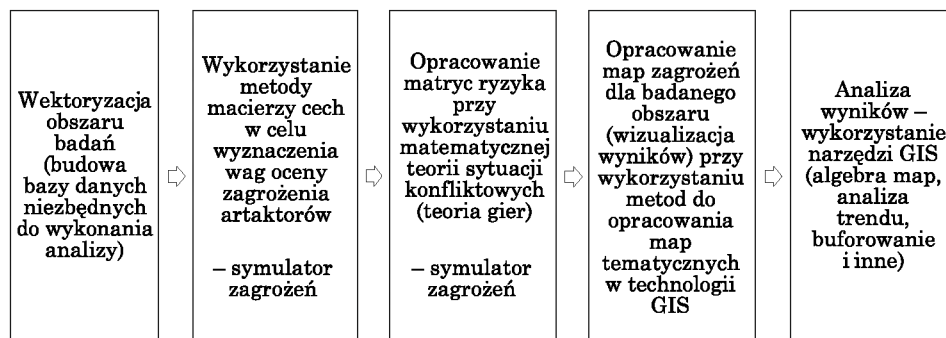 Wektoryzacja
obszaru
badań
(budowa
bazy danych
niezbędnych
do wykonania
analizy)
Wykorzystanie
metody
macierzy cech
w celu
wyznaczenia
wag oceny
zagrożenia
artaktorów
– symulator
zagrożeń
Opracowanie
matryc ryzyka
przy
wykorzystaniu
matematycznej
teorii sytuacji
konfliktowych
(teoria gier)
– symulator
zagrożeń
Opracowanie
map zagrożeń
dla badanego
obszaru
(wizualizacja
wyników) przy
wykorzystaniu
metod do
opracowania
map
tematycznych
w technologii
GIS
Analiza
wyników –
wykorzystanie
narzędzi GIS
(algebra map,
analiza
trendu,
buforowanie
i inne)